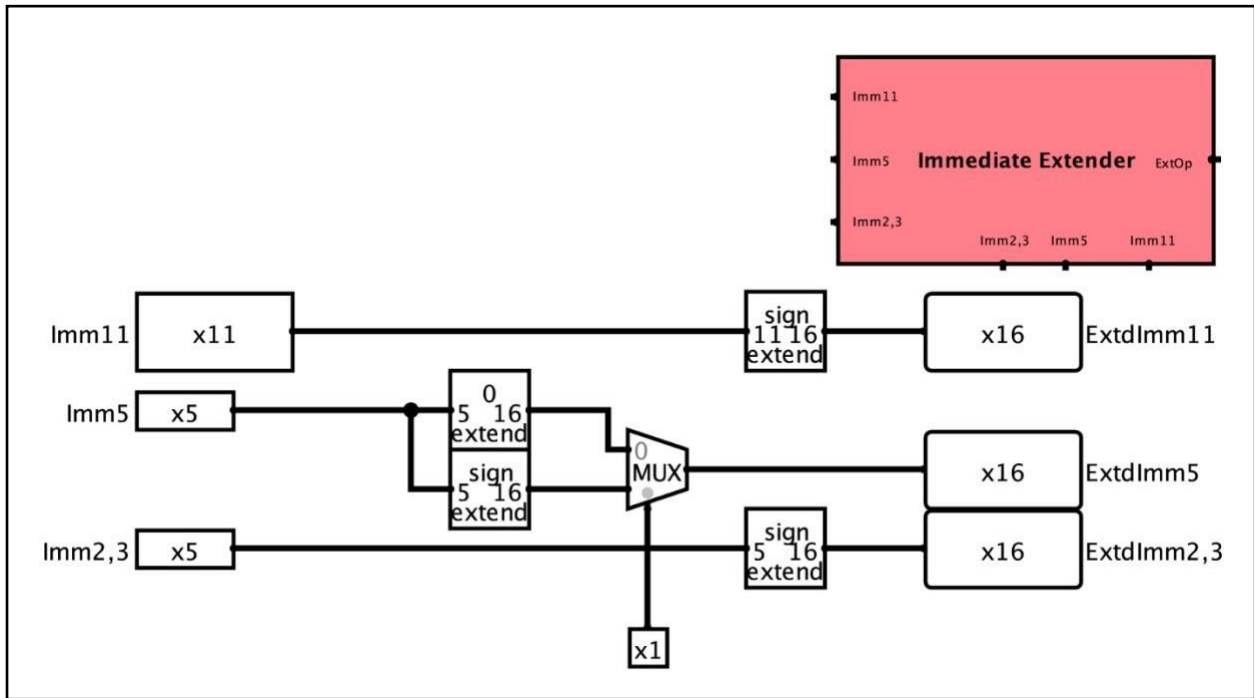 Imm11
Imm5 Immediate Extender ExtOp
Imm2,3
Imm2,3 Imm5 Imm11
Imm11 x11 sign 11 16 extend x16 ExtdImm11
Imm5 x5 0 5 16 extend
sign 5 16 extend
0 MUX x16 ExtdImm5
Imm2,3 x5 sign 5 16 extend x16 ExtdImm2,3
x1